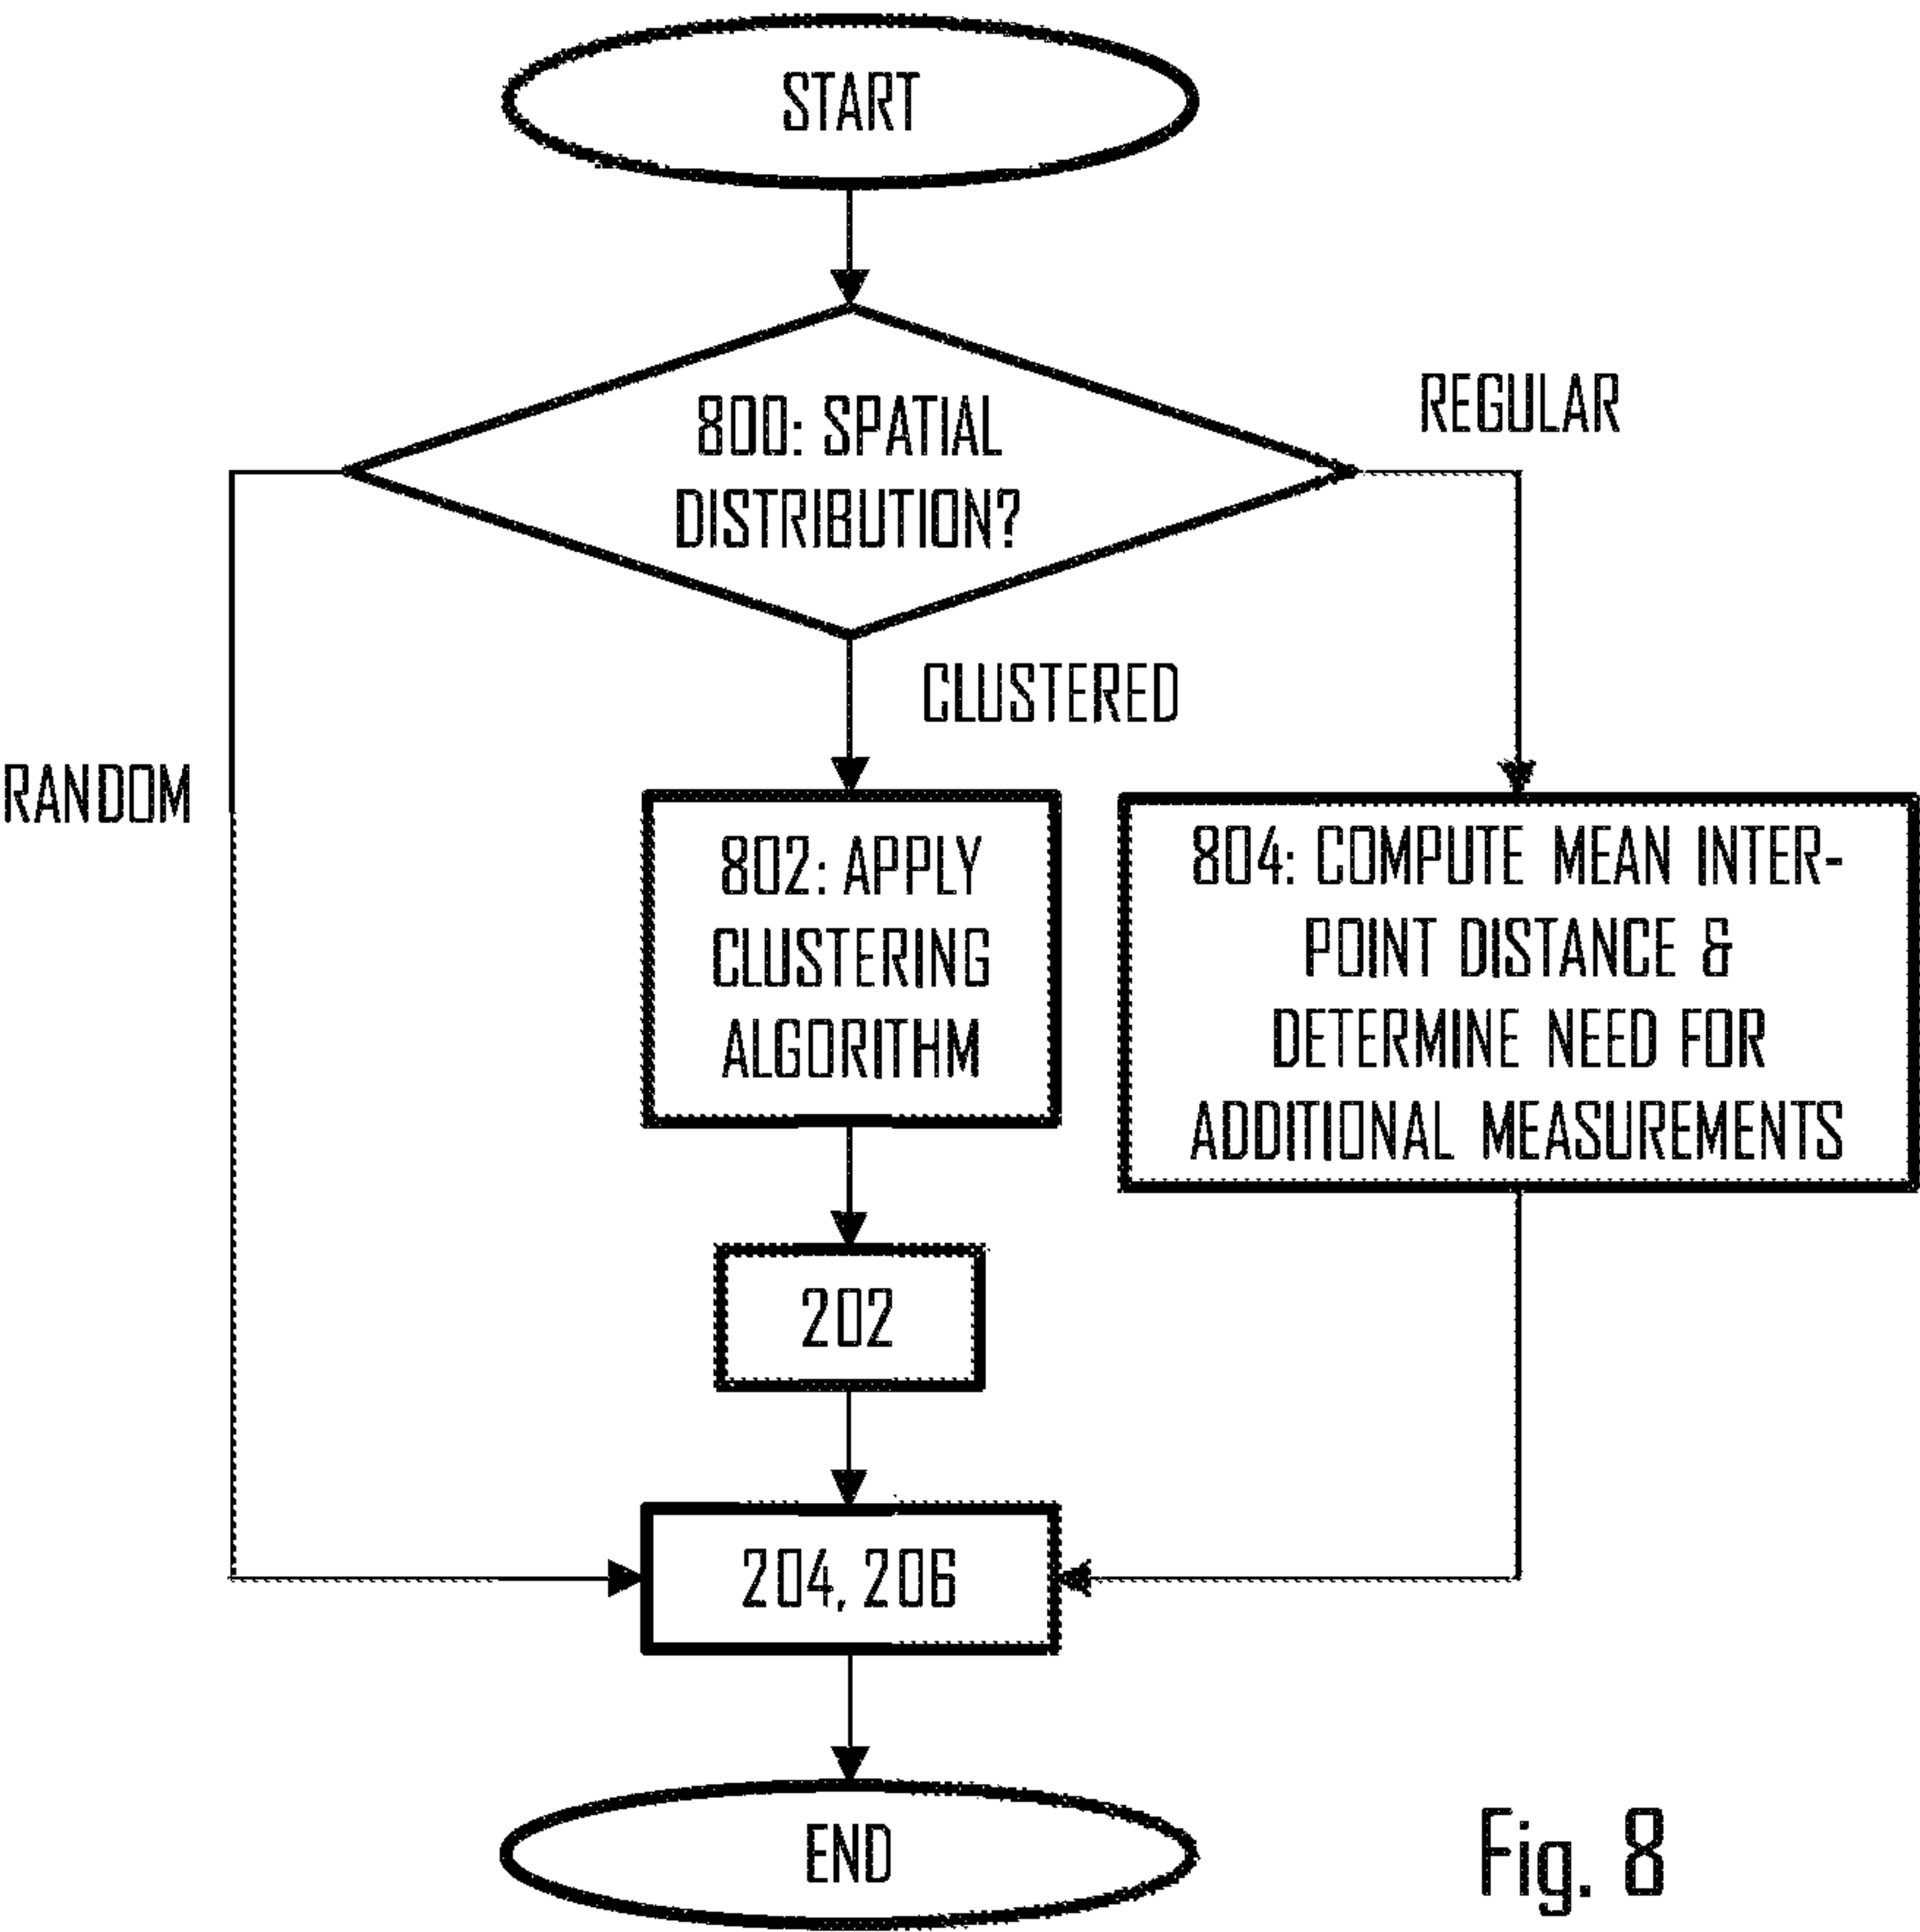 START
800: SPATIAL
DISTRIBUTION?
REGULAR
CLUSTERED
RANDOM
802: APPLY
CLUSTERING
ALGORITHM
804: COMPUTE MEAN INTER-
POINT DISTANCE &
DETERMINE NEED FOR
ADDITIONAL MEASUREMENTS
202
204, 206
END
Fig. 8